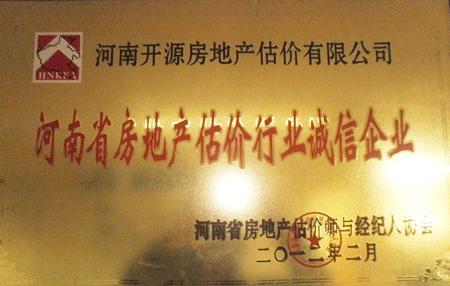 HNKFA
河南开源房地产估价有限公司
河南省房地产估价行业诚信企业
河南省房地产估价师与经纪人协会
二〇一二年二月